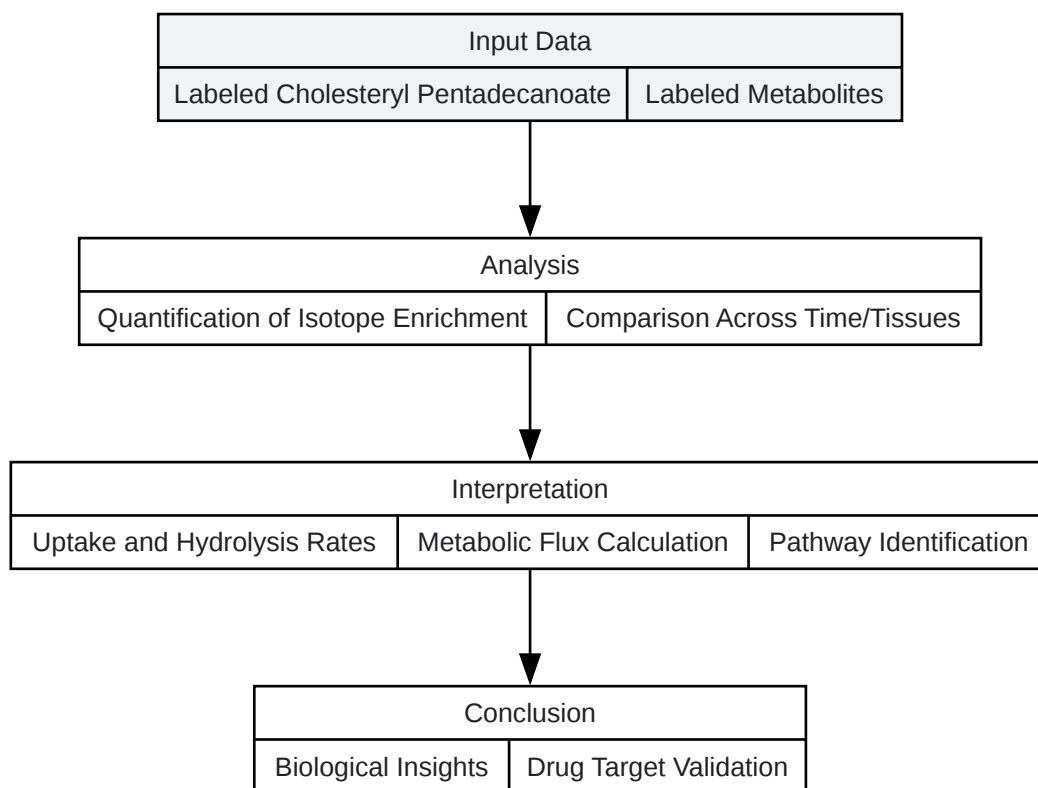 Input Data
Labeled Cholesteryl Pentadecanoate Labeled Metabolites
Analysis
Quantification of Isotope Enrichment Comparison Across Time/Tissues
Interpretation
Uptake and Hydrolysis Rates Metabolic Flux Calculation Pathway Identification
Conclusion
Biological Insights Drug Target Validation